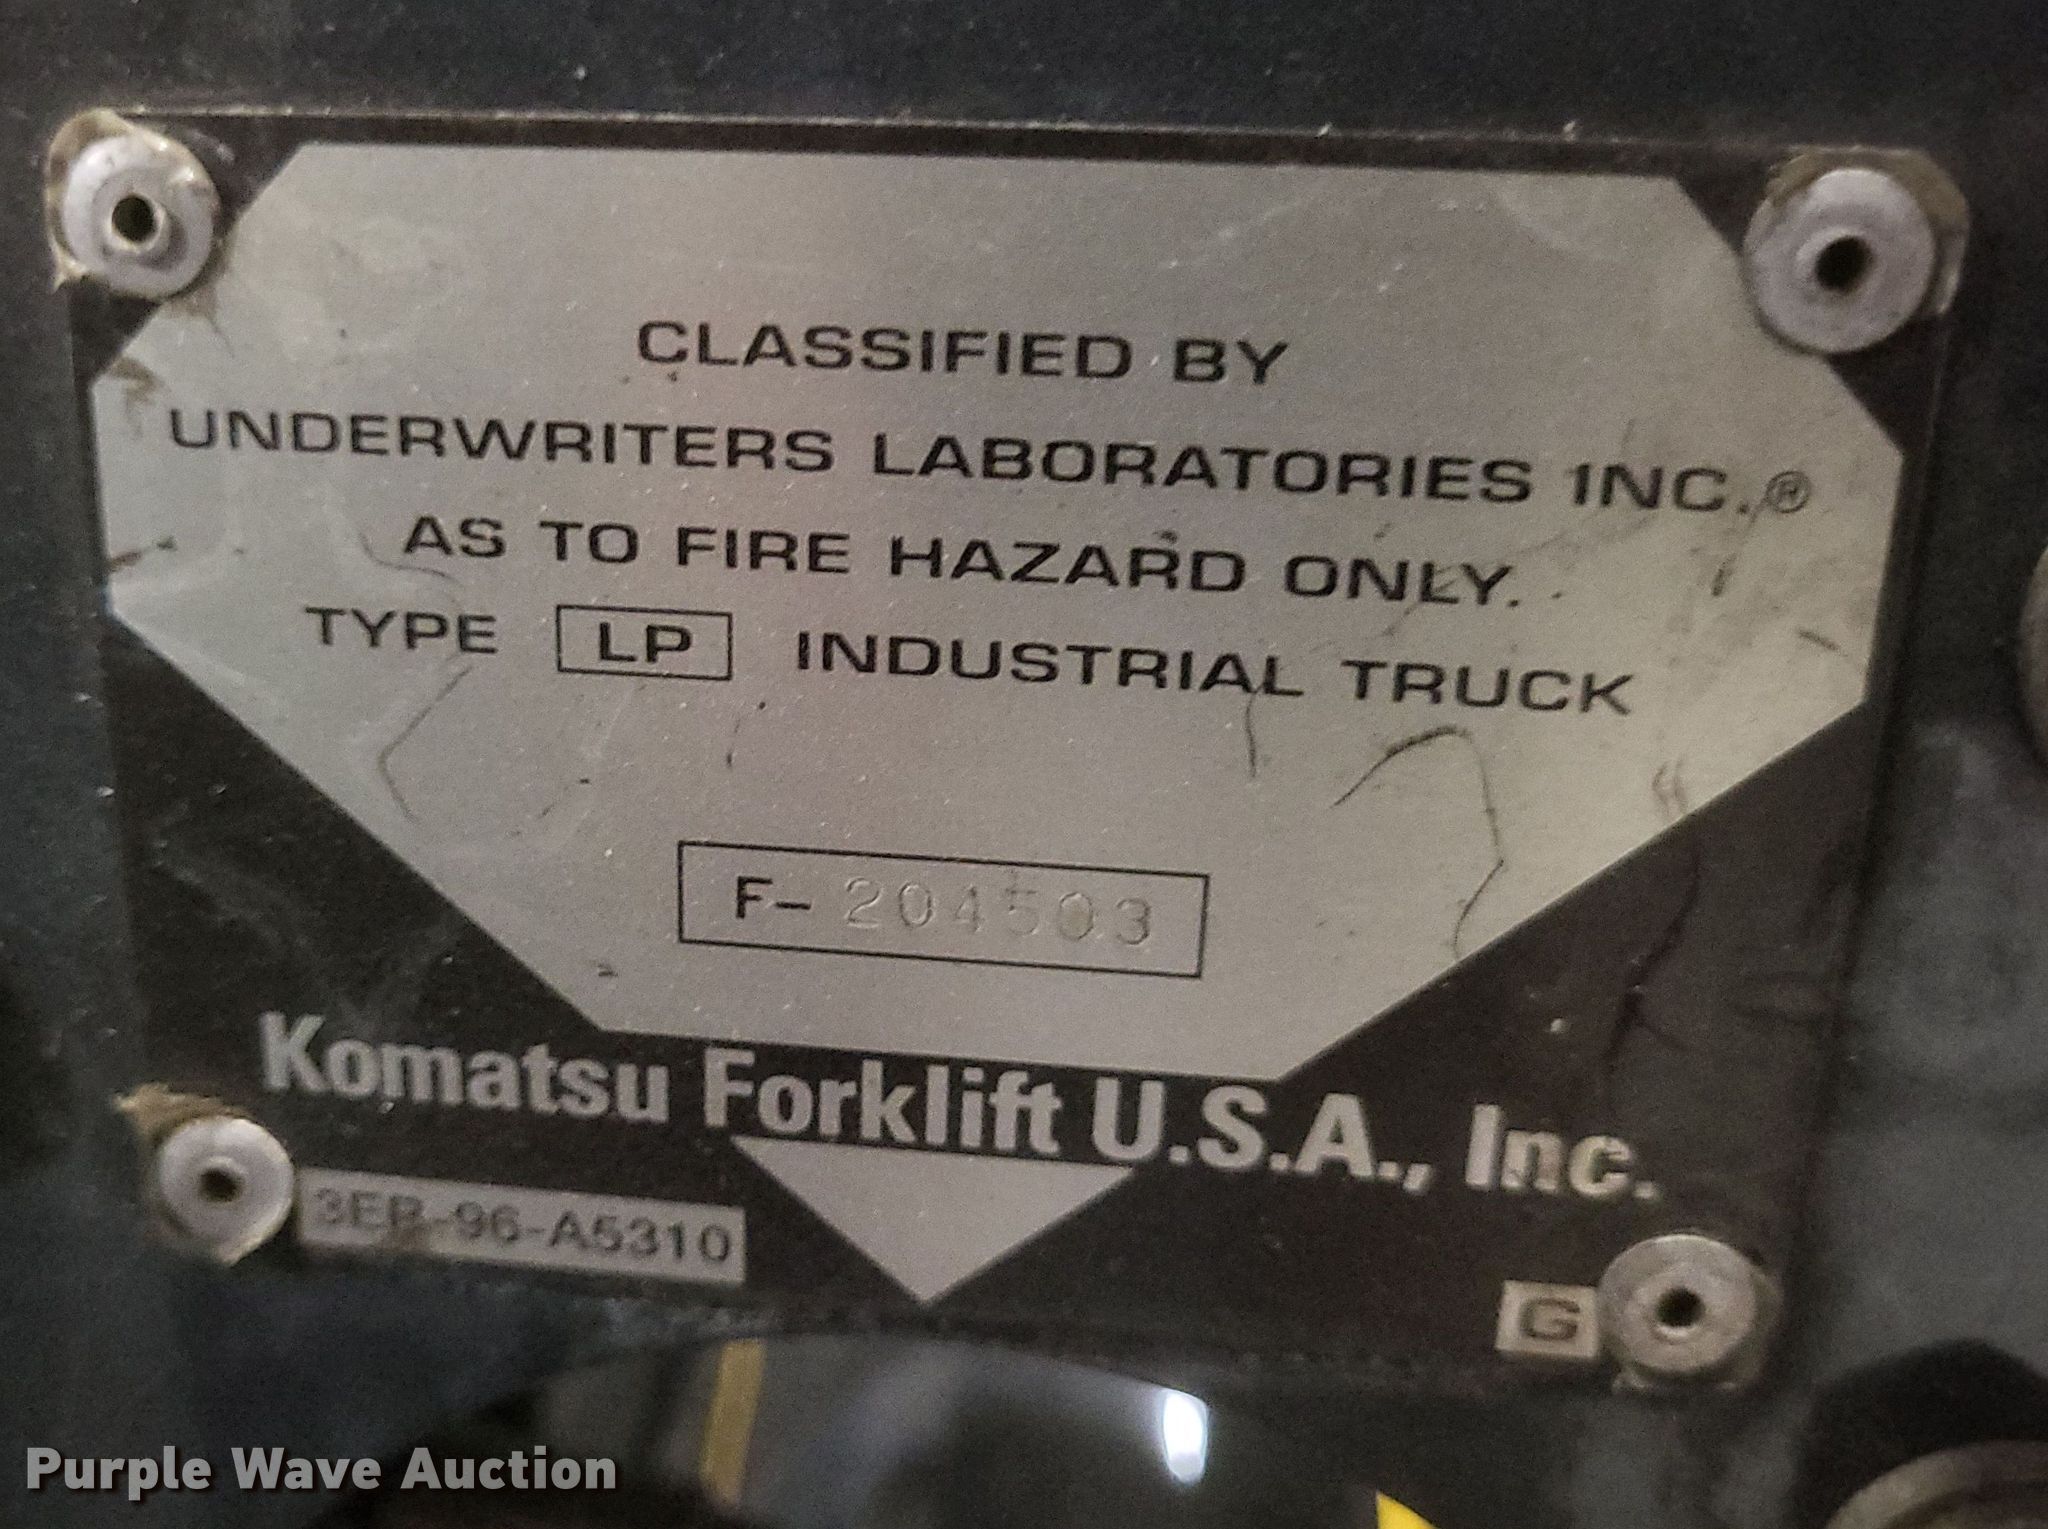 CLASSIFIED BY
UNDERWRITERS LABORATORIES INC.®
AS TO FIRE HAZARD ONLY.
TYPE LP INDUSTRIAL TRUCK
F- 204503
Komatsu Forklift U.S.A., Inc.
3EB-96-A5310
G
Purple Wave Auction